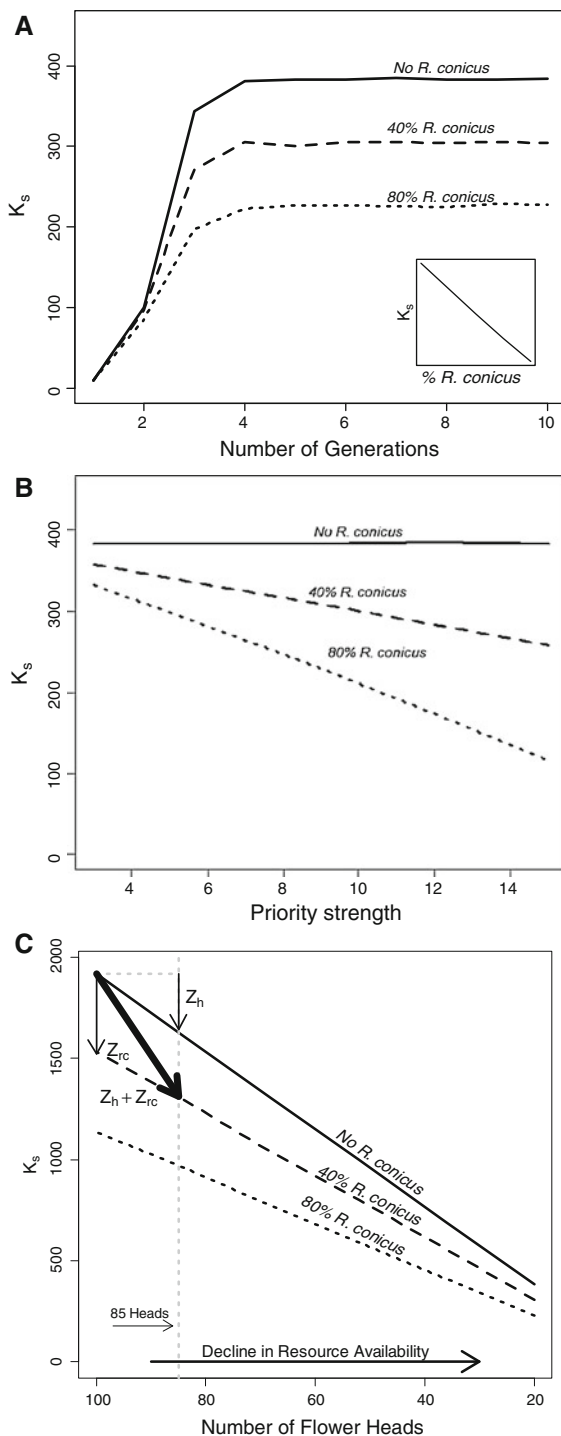 A
No R. conicus
40% R. conicus
80% R. conicus
Ks
400
300
200
100
0
Ks
% R. conicus
2
4
6
8
10
Number of Generations
B
No R. conicus
40% R. conicus
80% R. conicus
Ks
400
300
200
100
0
4
6
8
10
12
14
Priority strength
C
Zh
Zrc
Zh + Zrc
No R. conicus
40% R. conicus
80% R. conicus
Ks
2000
1500
1000
500
0
85 Heads
Decline in Resource Availability
100
80
60
40
20
Number of Flower Heads